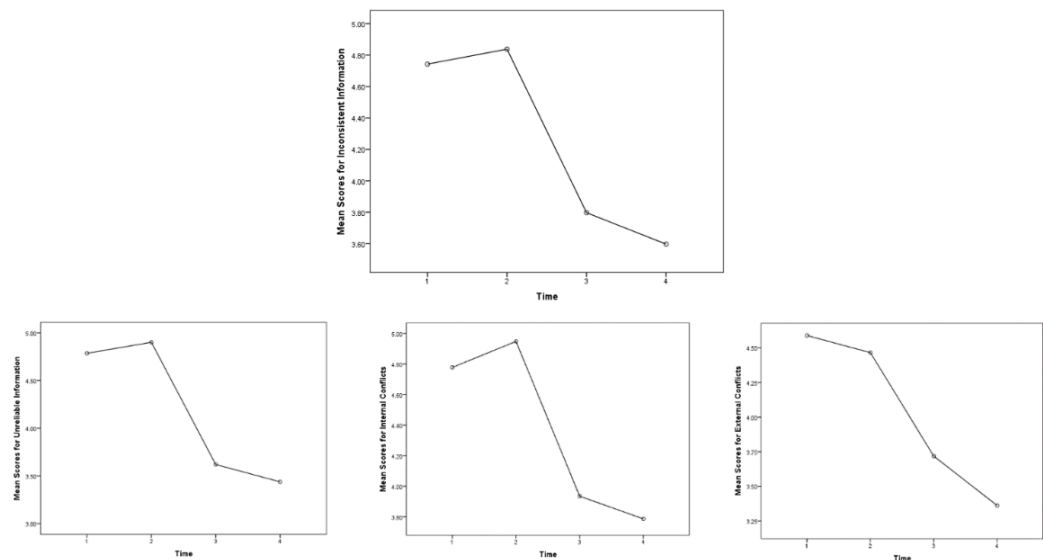 Mean Scores for Inconsistent Information
5.00
4.80
4.60
4.40
4.20
4.00
3.80
3.60
1 2 3 4
Time
Mean Scores for Unreliable Information
5.00
4.50
4.00
3.50
3.00
1 2 3 4
Time
Mean Scores for Internal Conflicts
5.00
4.80
4.60
4.40
4.20
4.00
3.80
1 2 3 4
Time
Mean Scores for External Conflicts
4.50
4.25
4.00
3.75
3.50
3.25
1 2 3 4
Time